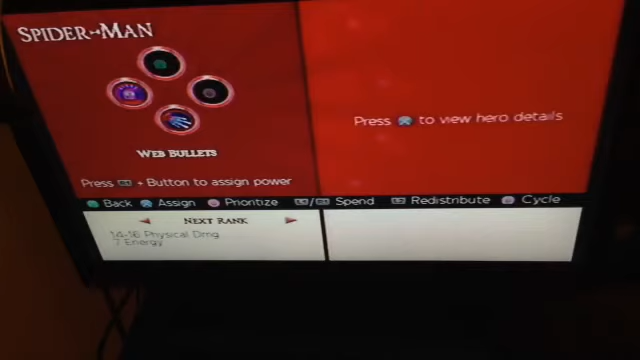 SPIDER-MAN
Press to view hero details
WEB BULLETS
Press + Button to assign power
Back Assign Prioritize / Spend Redistribute Cycle
NEXT RANK
14-16 Physical Dmg
7 Energy